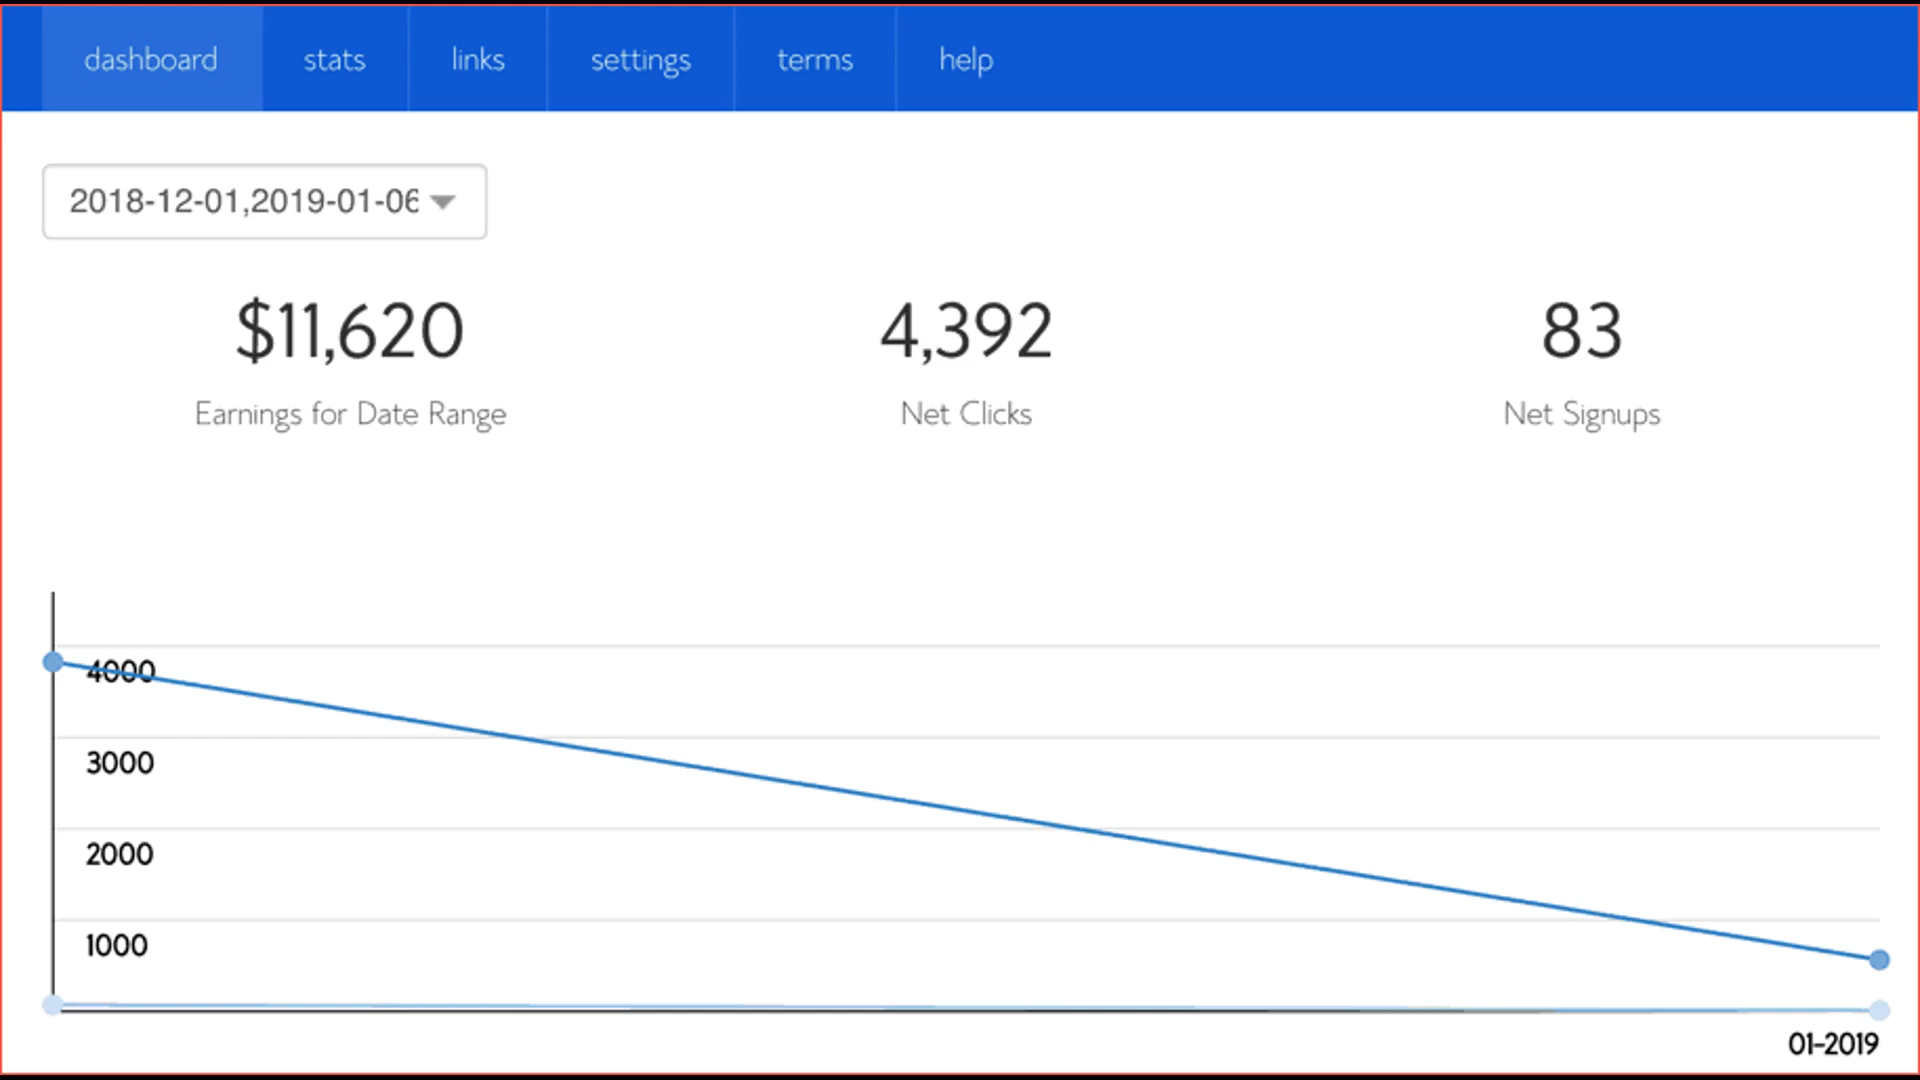 dashboard stats links settings terms help
2018-12-01,2019-01-06
$11,620 4,392 83
Earnings for Date Range Net Clicks Net Signups
4000
3000
2000
1000
01-2019